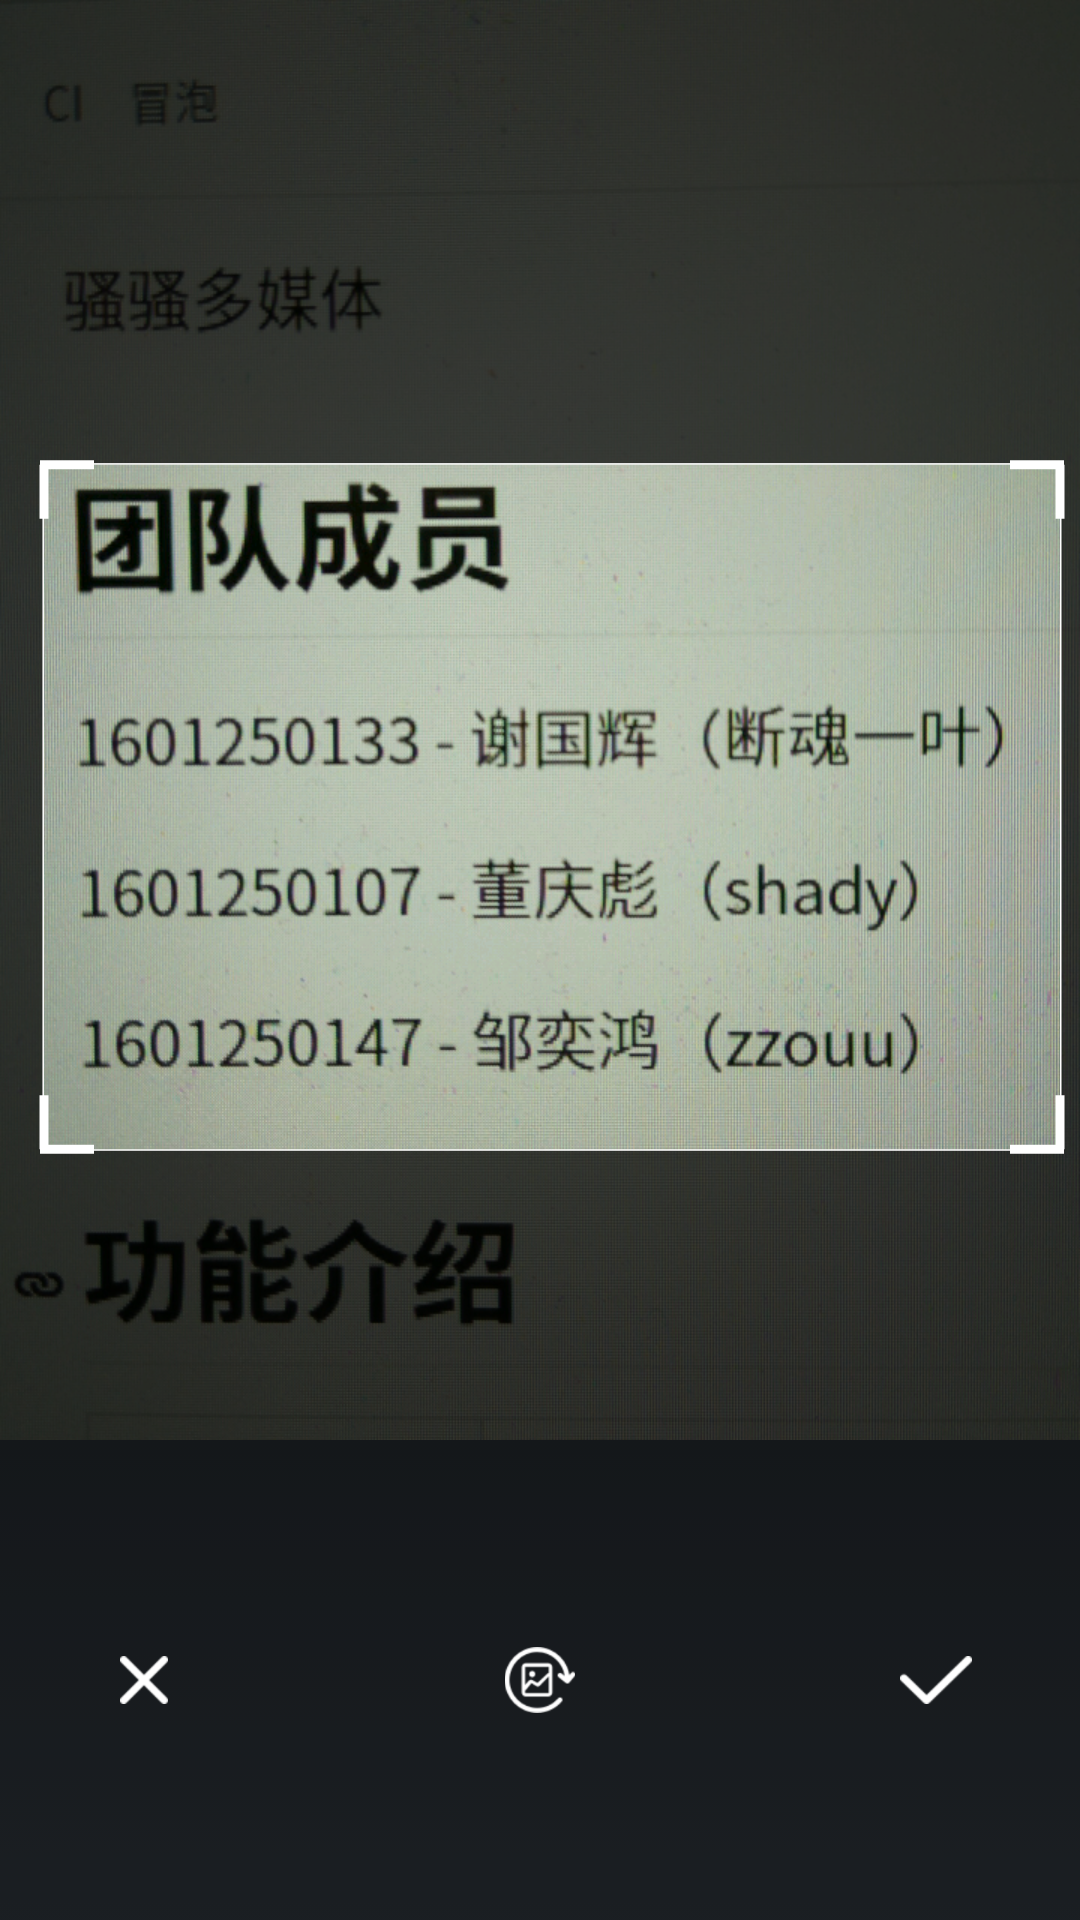 CI 冒泡
骚骚多媒体
团队成员
1601250133 - 谢国辉（断魂一叶）
1601250107 - 董庆彪（shady）
1601250147 - 邹奕鸿（zzouu）
功能介绍